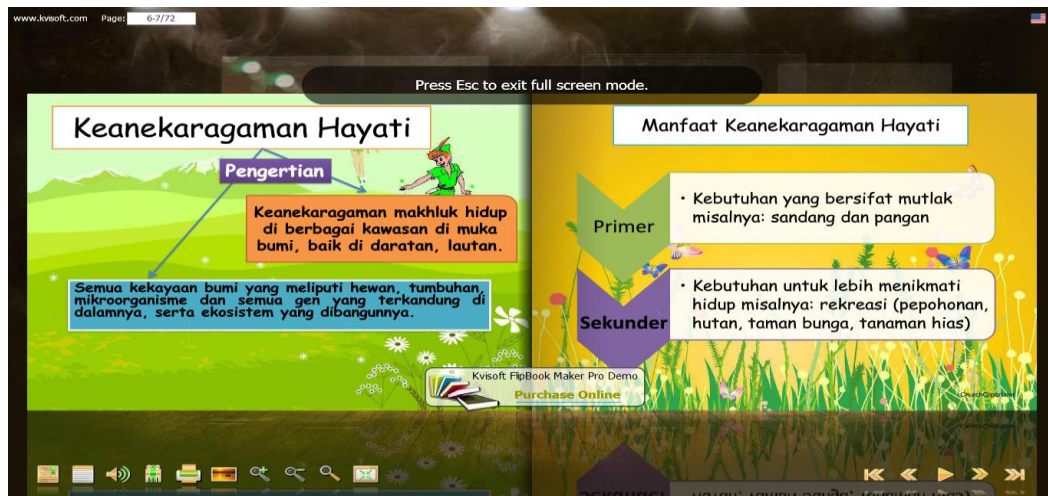 www.kvisoft.com Page: 6-7/72
Press Esc to exit full screen mode.
Keanekaragaman Hayati
Pengertian
Keanekaragaman makhluk hidup
di berbagai kawasan di muka
bumi, baik di daratan, lautan.
Semua kekayaan bumi yang meliputi hewan, tumbuhan,
mikroorganisme dan semua gen yang terkandung di
dalamnya, serta ekosistem yang dibangunnya.
Manfaat Keanekaragaman Hayati
Primer
• Kebutuhan yang bersifat mutlak
misalnya: sandang dan pangan
Sekunder
• Kebutuhan untuk lebih menikmati
hidup misalnya: rekreasi (pepohonan,
hutan, taman bunga, tanaman hias)
Kvisoft FlipBook Maker Pro Demo
Purchase Online